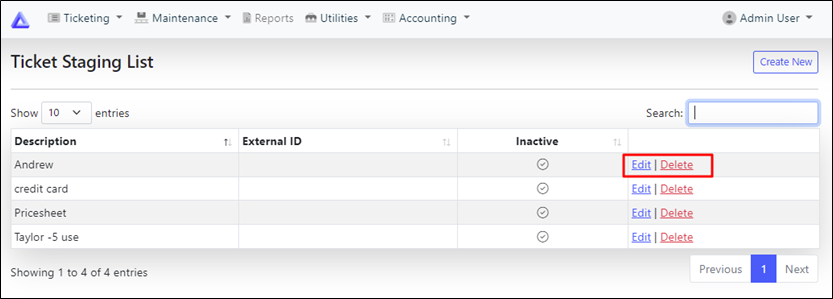 Ticketing Maintenance Reports Utilities Accounting Admin User
Ticket Staging List Create New
Show 10 entries Search:
Description External ID Inactive
Andrew Edit | Delete
credit card Edit | Delete
Pricesheet Edit | Delete
Taylor -5 use Edit | Delete
Showing 1 to 4 of 4 entries Previous 1 Next